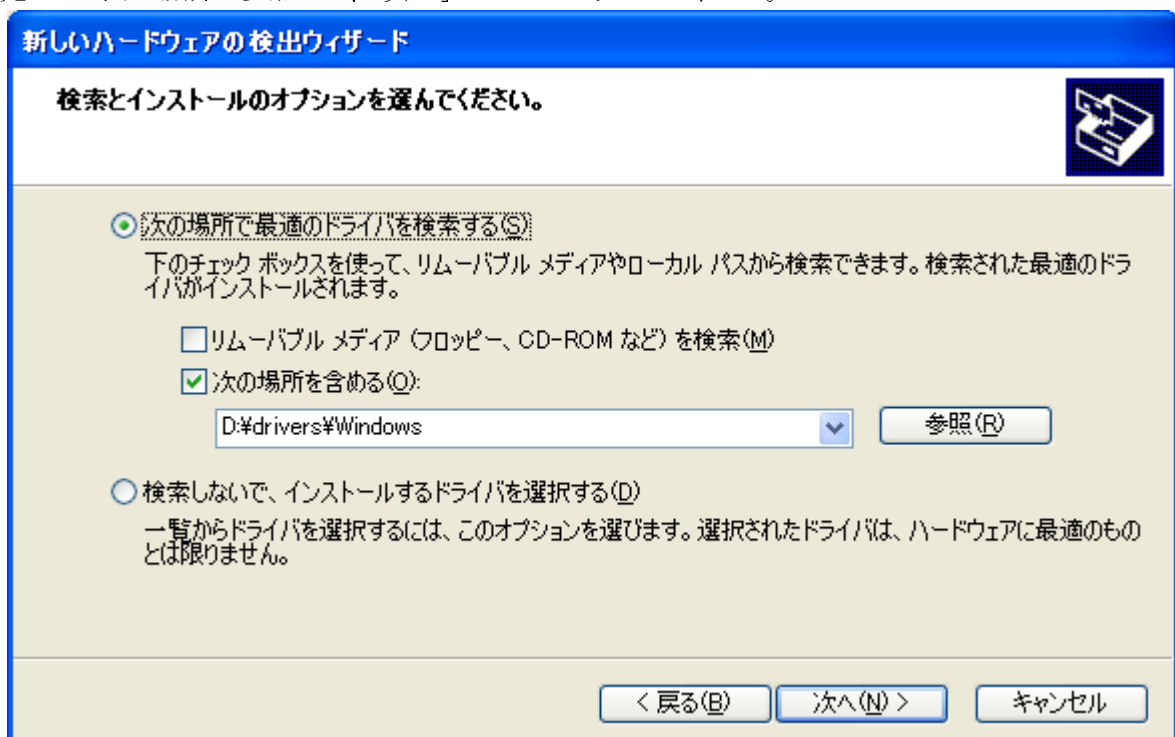 新しいハードウェアの検出ウィザード
検索とインストールのオプションを選んでください。
次の場所で最適のドライバを検索する(S)
下のチェック ボックスを使って、リムーバブル メディアやローカル パスから検索できます。検索された最適のドラ
イバがインストールされます。
リムーバブル メディア (フロッピー、CD-ROM など) を検索(M)
次の場所を含める(O):
D:¥drivers¥Windows
参照(R)
検索しないで、インストールするドライバを選択する(D)
一覧からドライバを選択するには、このオプションを選びます。選択されたドライバは、ハードウェアに最適のもの
とは限りません。
< 戻る(B)
次へ(N) >
キャンセル